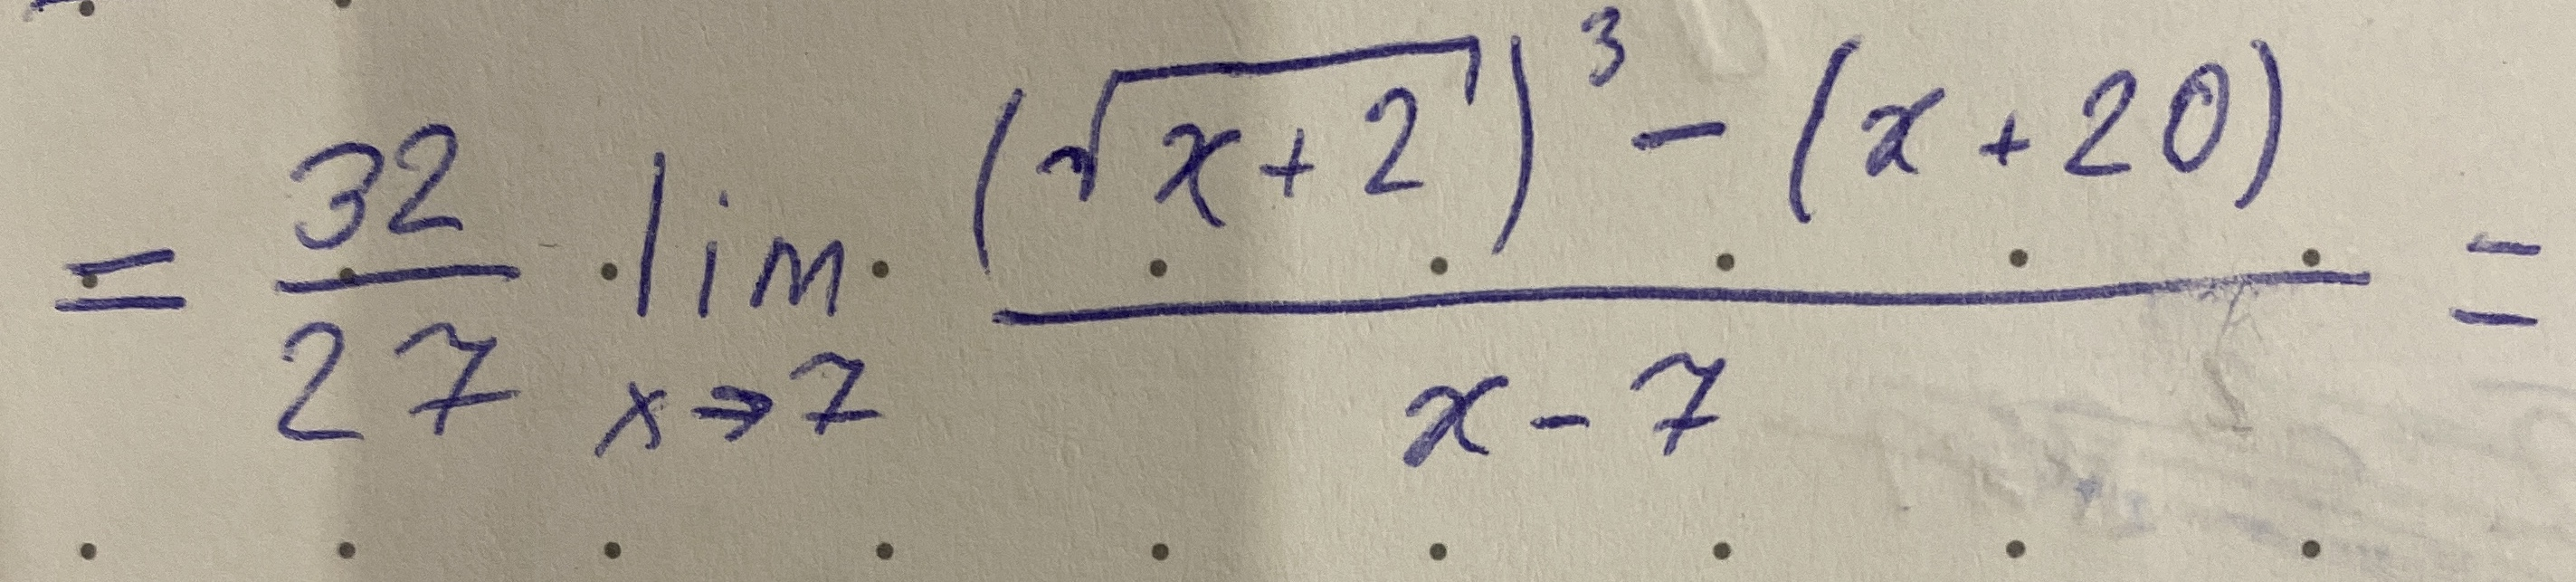 = 32/27 lim_{x→7} ((√(x+2))³ - (x+20))/(x-7) =